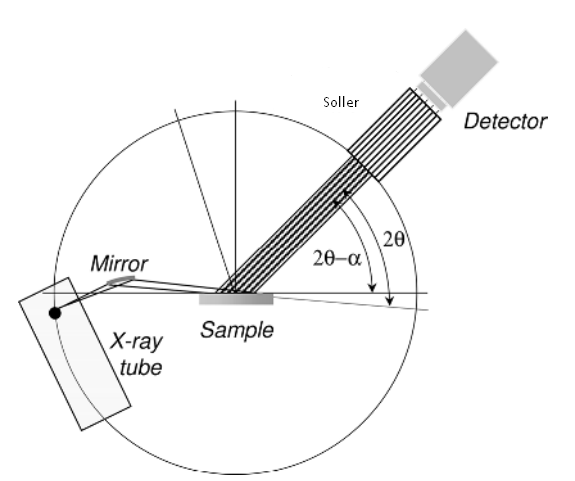 Soller
Detector
2θ
2θ–α
Mirror
Sample
X-ray
tube